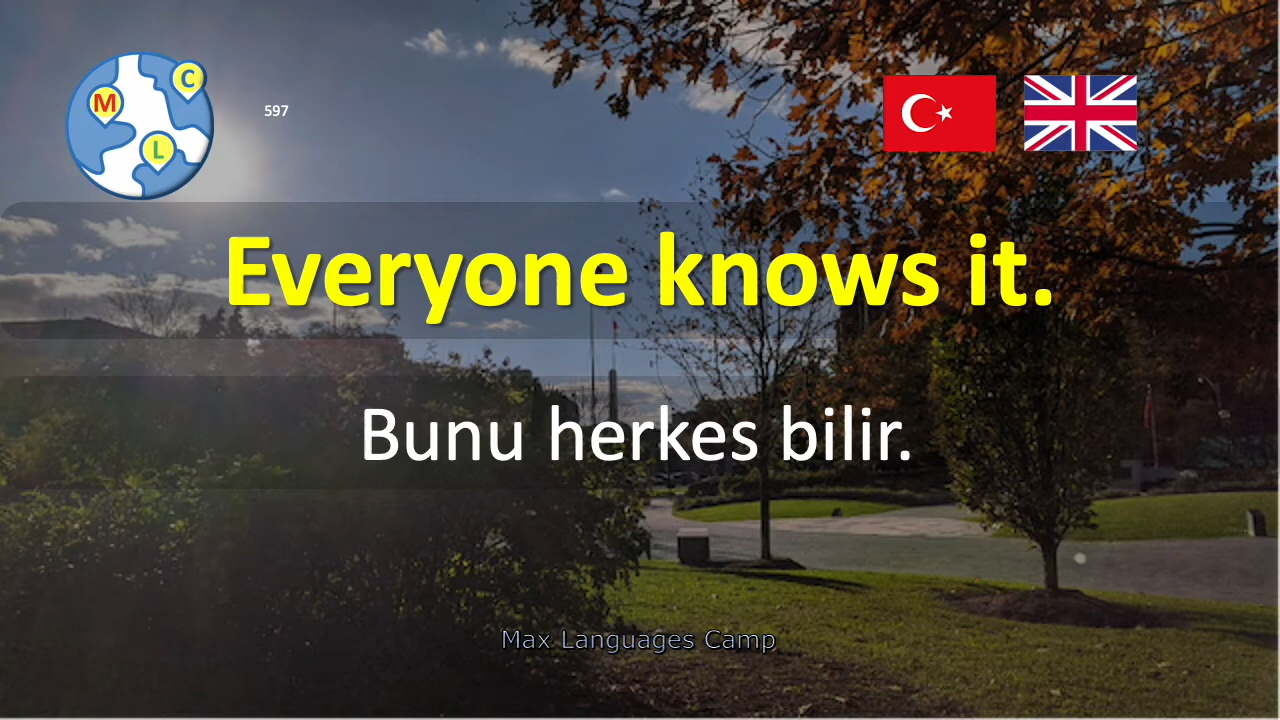 C
M
L
597
Everyone knows it.
Bunu herkes bilir.
Max Languages Camp